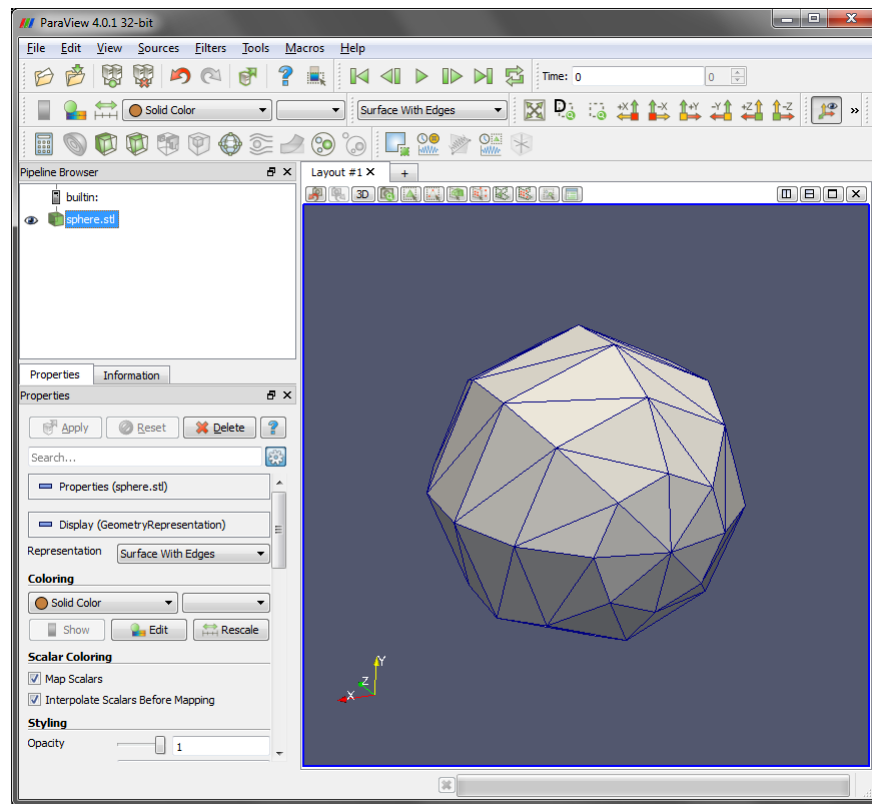 ParaView 4.0.1 32-bit
File Edit View Sources Filters Tools Macros Help
Time: 0 0
Solid Color Surface With Edges D +X -X +Y -Y +Z -Z »
Pipeline Browser
Layout #1 X +
3D
builtin:
sphere.stl
Properties Information
Properties
Apply Reset Delete ?
Search...
Properties (sphere.stl)
Display (GeometryRepresentation)
Representation Surface With Edges
Coloring
Solid Color
Show Edit Rescale
Scalar Coloring
Map Scalars
Interpolate Scalars Before Mapping
Styling
Opacity 1
Y
Z
X